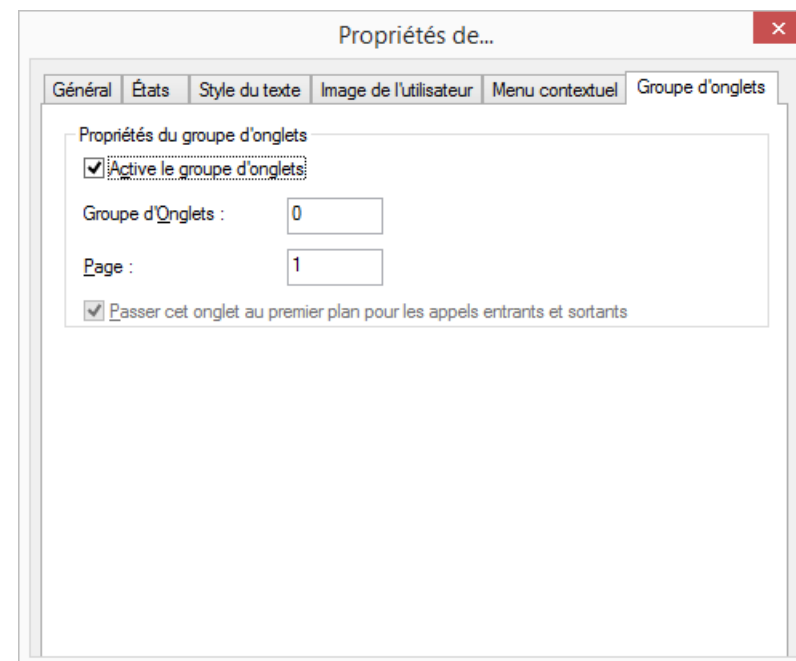 Propriétés de...
Général États Style du texte Image de l'utilisateur Menu contextuel Groupe d'onglets
Propriétés du groupe d'onglets
Active le groupe d'onglets
Groupe d'Onglets : 0
Page : 1
Passer cet onglet au premier plan pour les appels entrants et sortants